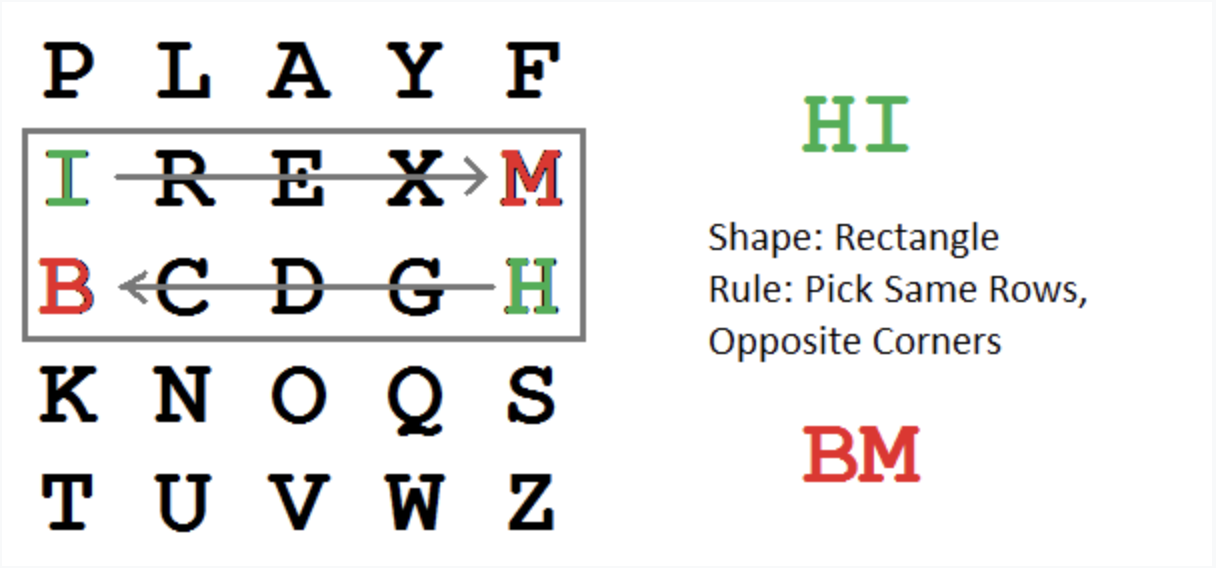 P L A Y F
I R E X M
B C D G H
K N O Q S
T U V W Z
HI
Shape: Rectangle
Rule: Pick Same Rows,
Opposite Corners
BM